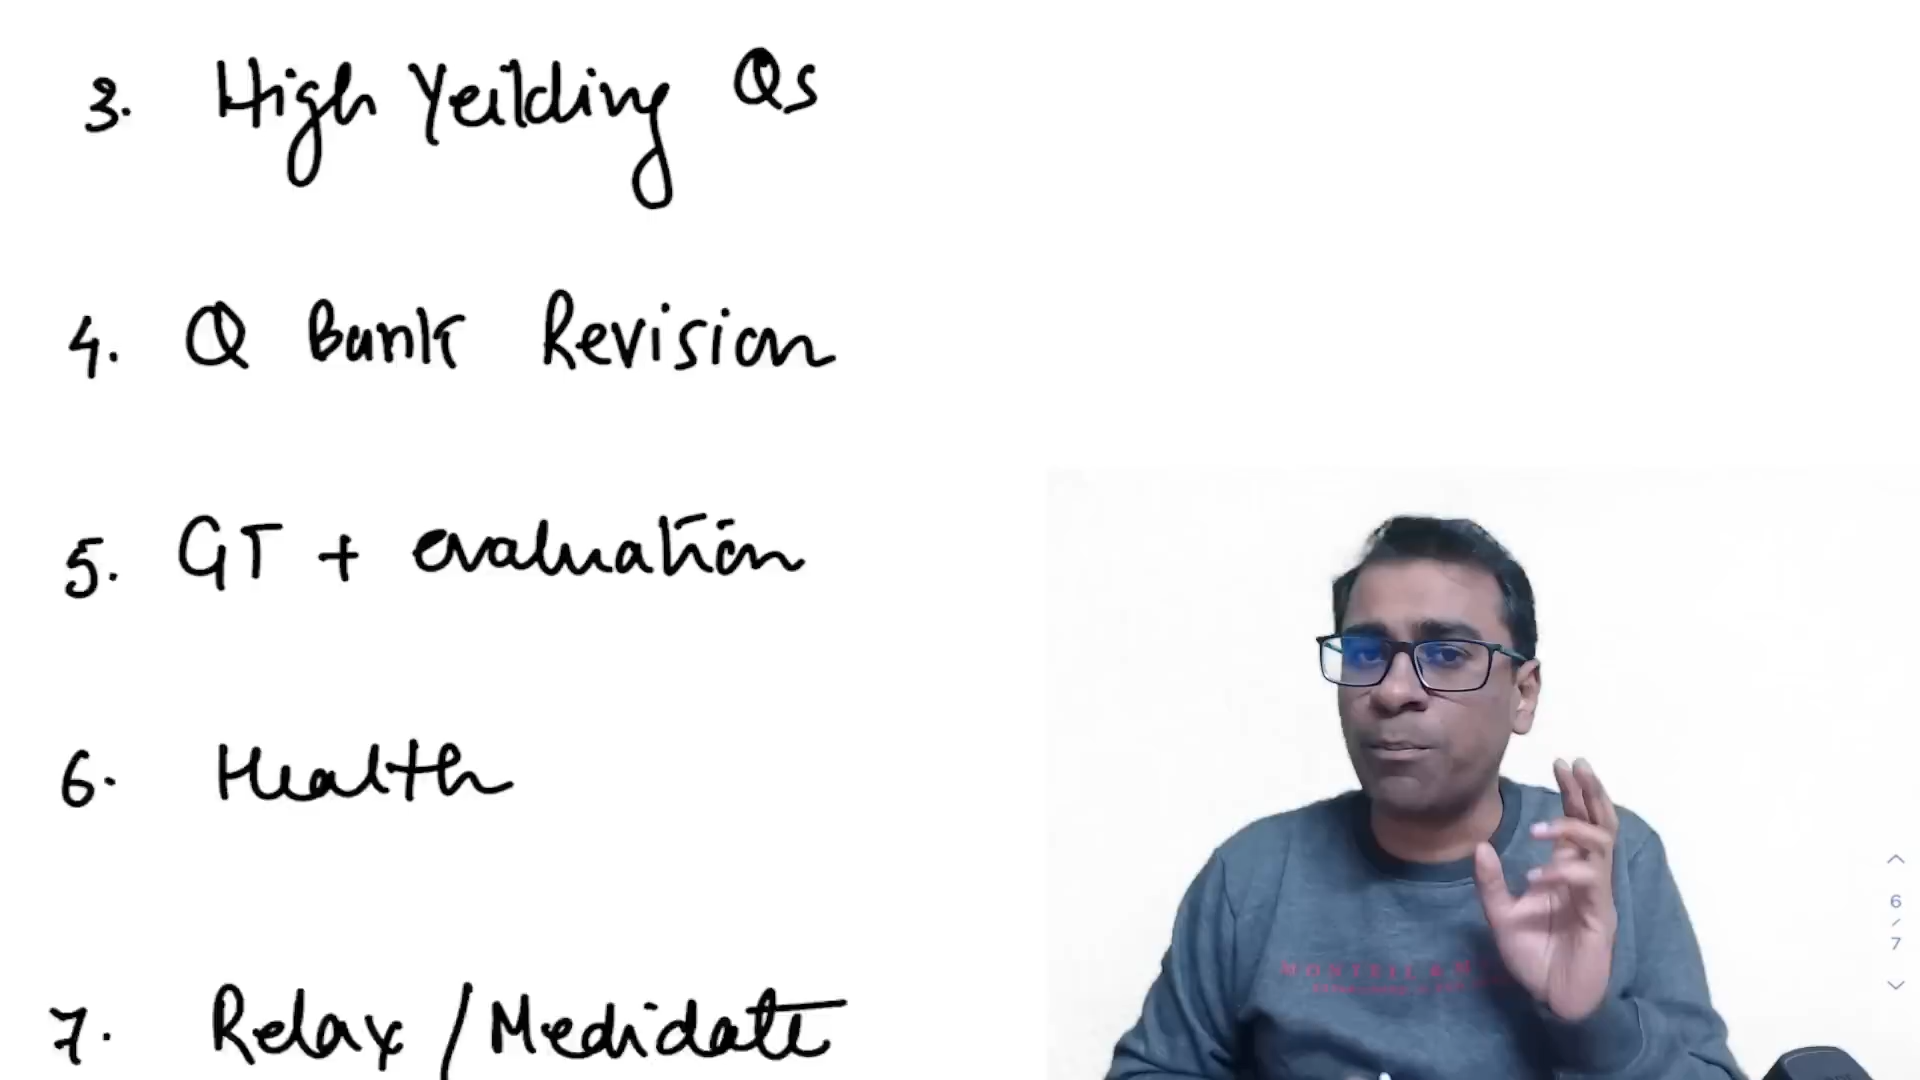 3. High Yeilding Qs
4. Q Bank Revision
5. GT + evaluation
6. Health
7. Relax / Medidate
6
/
7